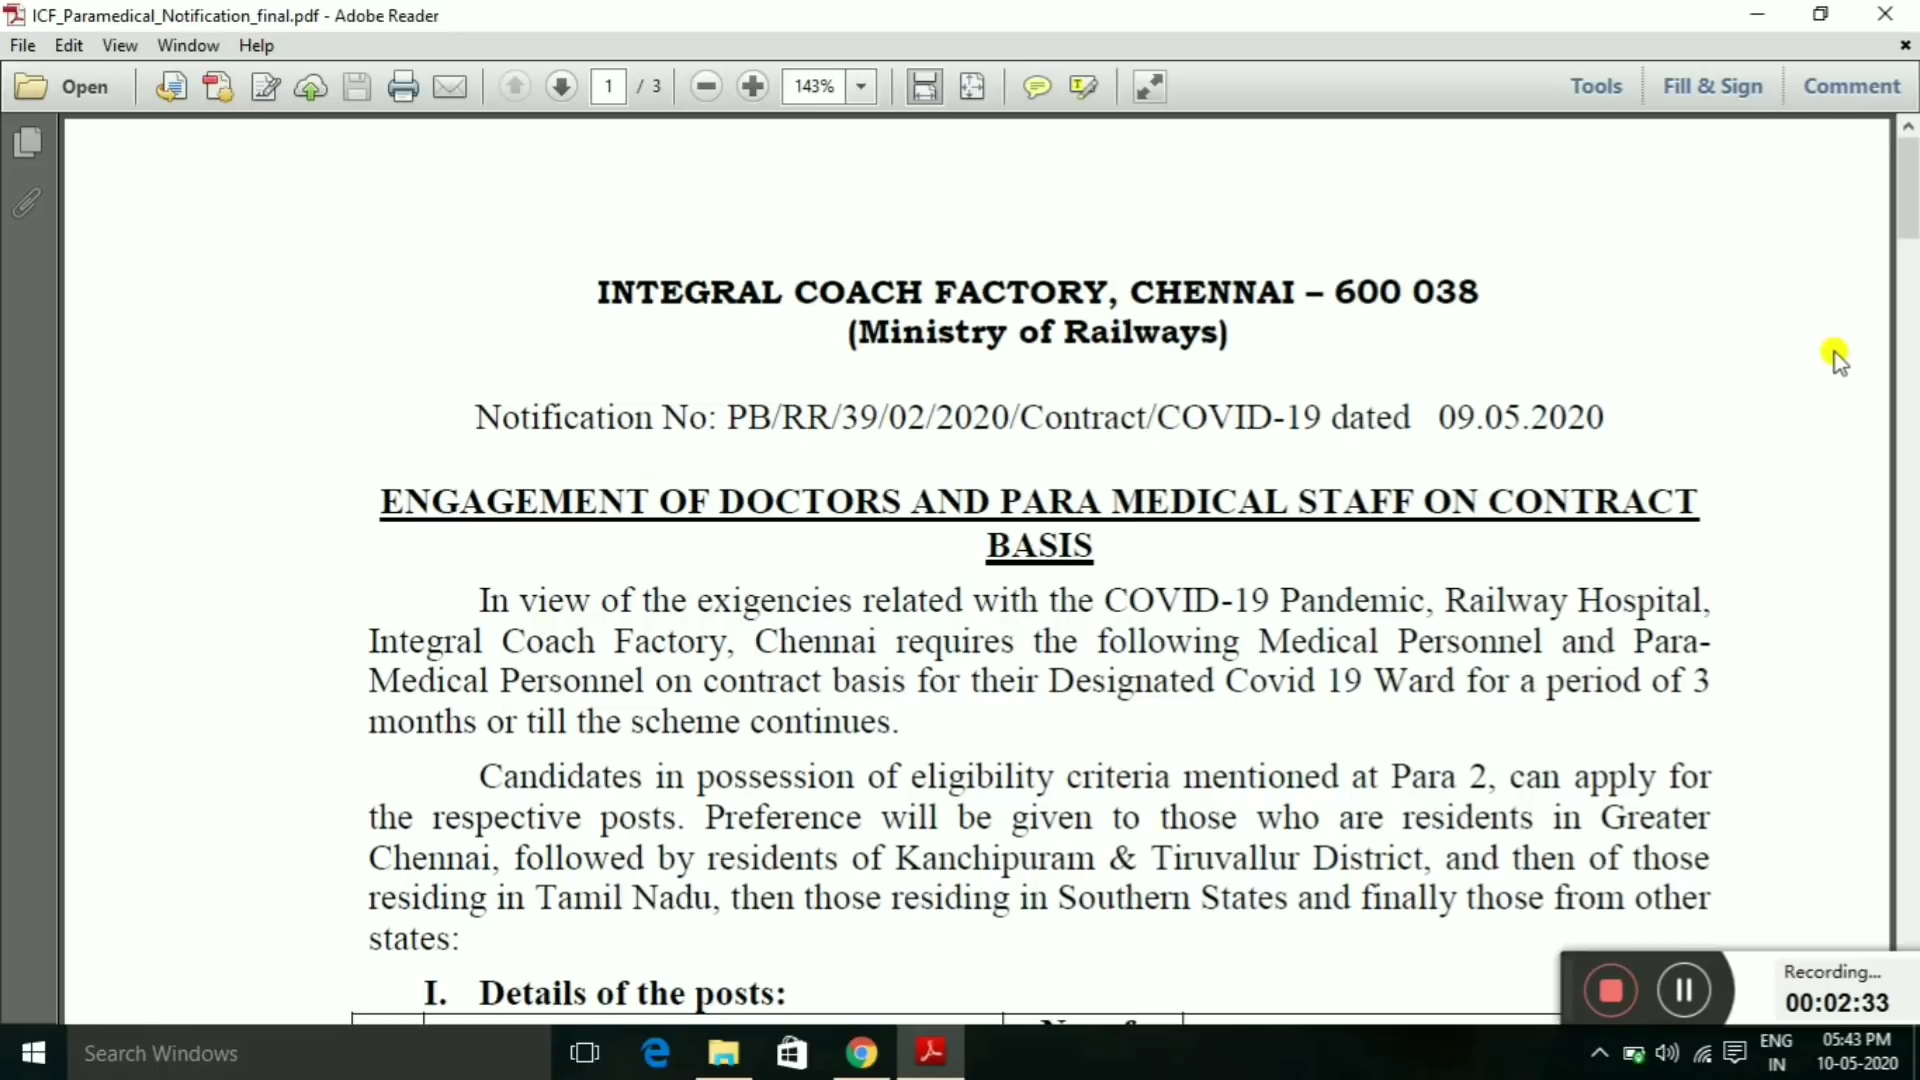 ICF_Paramedical_Notification_final.pdf - Adobe Reader
File Edit View Window Help
Open 1 / 3 143% Tools Fill & Sign Comment
INTEGRAL COACH FACTORY, CHENNAI – 600 038
(Ministry of Railways)
Notification No: PB/RR/39/02/2020/Contract/COVID-19 dated 09.05.2020
ENGAGEMENT OF DOCTORS AND PARA MEDICAL STAFF ON CONTRACT
BASIS
In view of the exigencies related with the COVID-19 Pandemic, Railway Hospital,
Integral Coach Factory, Chennai requires the following Medical Personnel and Para-
Medical Personnel on contract basis for their Designated Covid 19 Ward for a period of 3
months or till the scheme continues.
Candidates in possession of eligibility criteria mentioned at Para 2, can apply for
the respective posts. Preference will be given to those who are residents in Greater
Chennai, followed by residents of Kanchipuram & Tiruvallur District, and then of those
residing in Tamil Nadu, then those residing in Southern States and finally those from other
states:
I. Details of the posts:
Recording...
00:02:33
Search Windows
ENG
IN
05:43 PM
10-05-2020